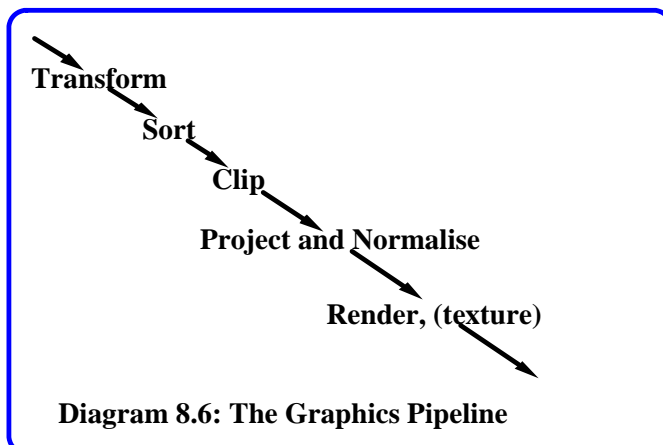 Transform
Sort
Clip
Project and Normalise
Render, (texture)
Diagram 8.6: The Graphics Pipeline